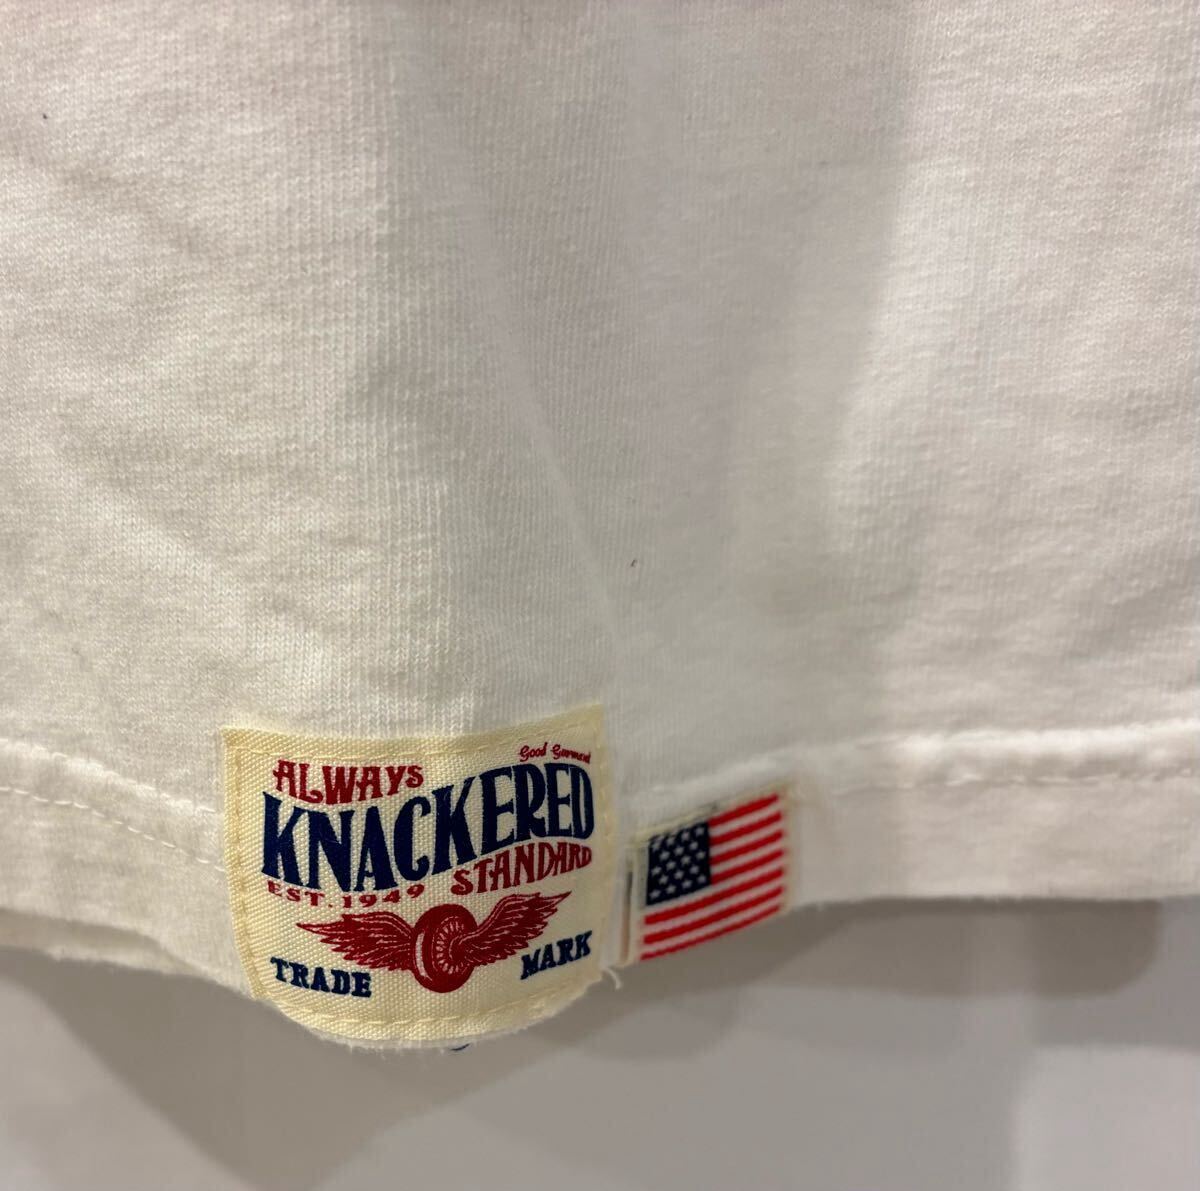 Good Garment
ALWAYS
KNACKERED
EST. 1949 STANDARD
TRADE MARK